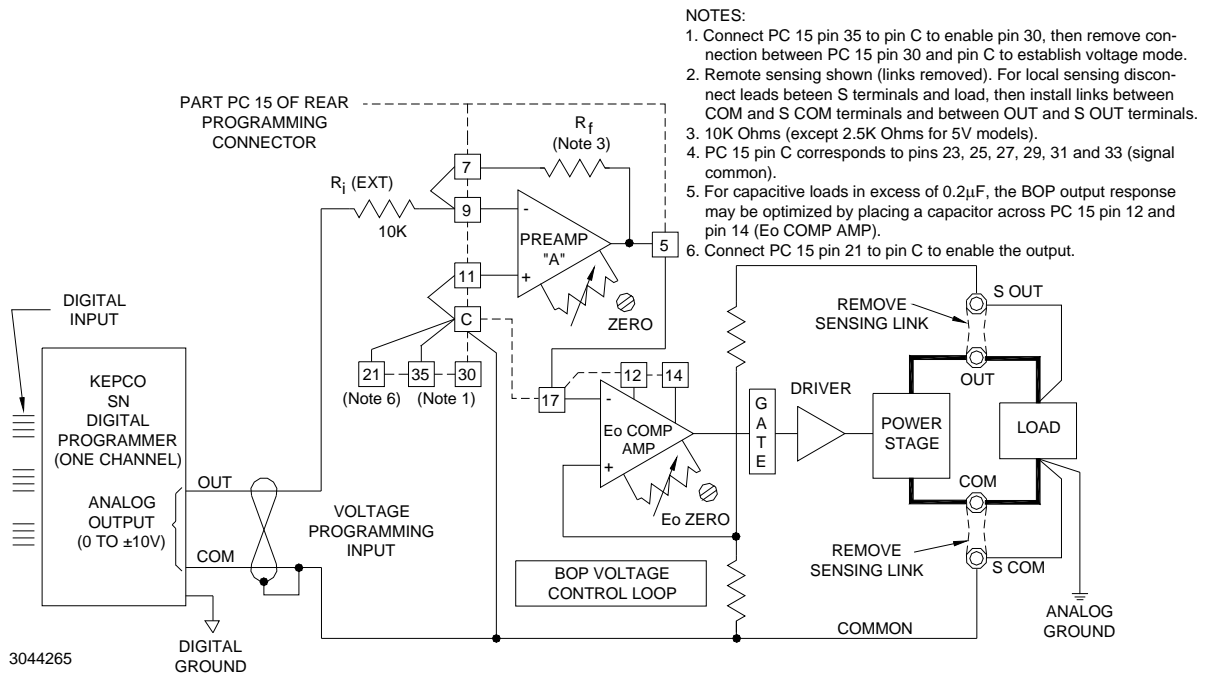 NOTES:
1. Connect PC 15 pin 35 to pin C to enable pin 30, then remove con-
nection between PC 15 pin 30 and pin C to establish voltage mode.
2. Remote sensing shown (links removed). For local sensing discon-
nect leads beteen S terminals and load, then install links between
COM and S COM terminals and between OUT and S OUT terminals.
3. 10K Ohms (except 2.5K Ohms for 5V models).
4. PC 15 pin C corresponds to pins 23, 25, 27, 29, 31 and 33 (signal
common).
5. For capacitive loads in excess of 0.2μF, the BOP output response
may be optimized by placing a capacitor across PC 15 pin 12 and
pin 14 (Eo COMP AMP).
6. Connect PC 15 pin 21 to pin C to enable the output.
PART PC 15 OF REAR
PROGRAMMING
CONNECTOR
Rf
(Note 3)
7
Ri (EXT)
10K
9
-
PREAMP
"A"
+
5
11
ZERO
C
21
35
30
(Note 6)
(Note 1)
17
12
14
-
Eo COMP
AMP
+
Eo ZERO
GATE
DRIVER
POWER
STAGE
LOAD
REMOVE
SENSING LINK
S OUT
OUT
COM
REMOVE
SENSING LINK
S COM
ANALOG
GROUND
DIGITAL
INPUT
KEPCO
SN
DIGITAL
PROGRAMMER
(ONE CHANNEL)
ANALOG
OUTPUT
(0 TO ±10V)
OUT
COM
VOLTAGE
PROGRAMMING
INPUT
BOP VOLTAGE
CONTROL LOOP
COMMON
DIGITAL
GROUND
3044265